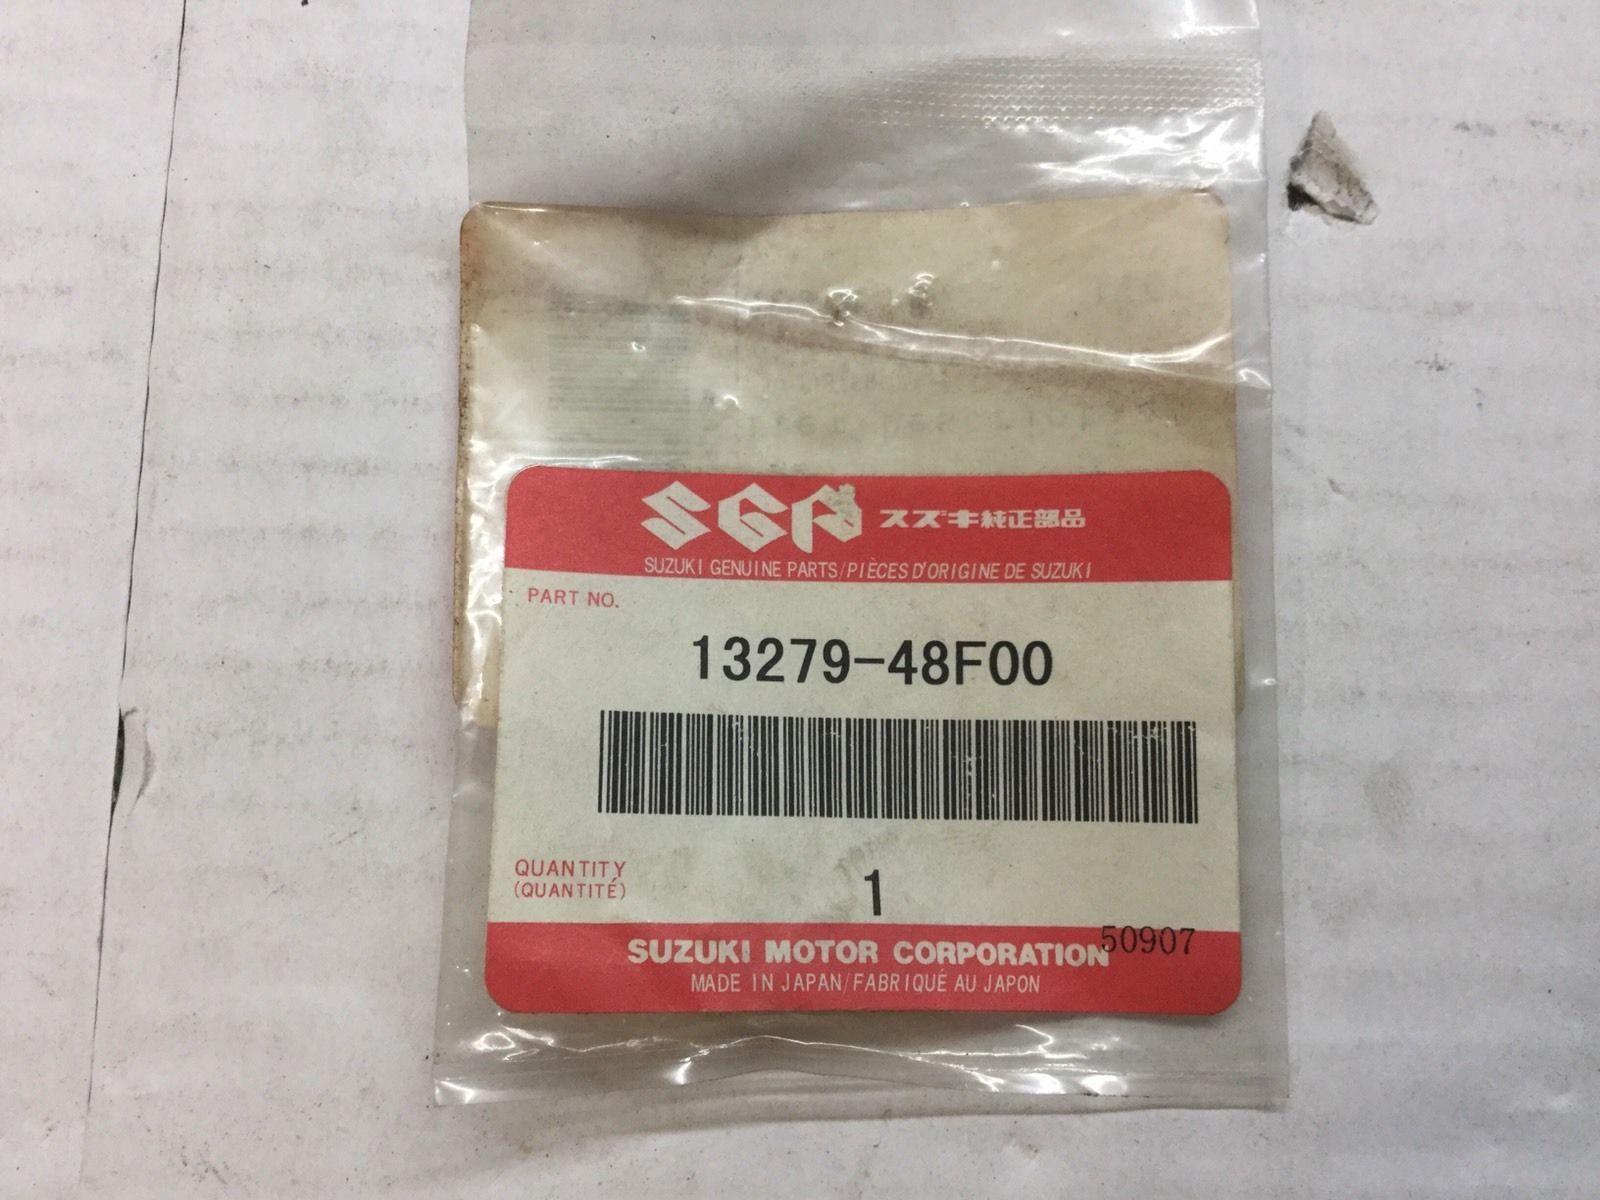 SGP スズキ純正部品
SUZUKI GENUINE PARTS/PIÈCES D'ORIGINE DE SUZUKI
PART NO.
13279-48F00
QUANTITY
(QUANTITÉ)
1
50907
SUZUKI MOTOR CORPORATION
MADE IN JAPAN/FABRIQUÉ AU JAPON